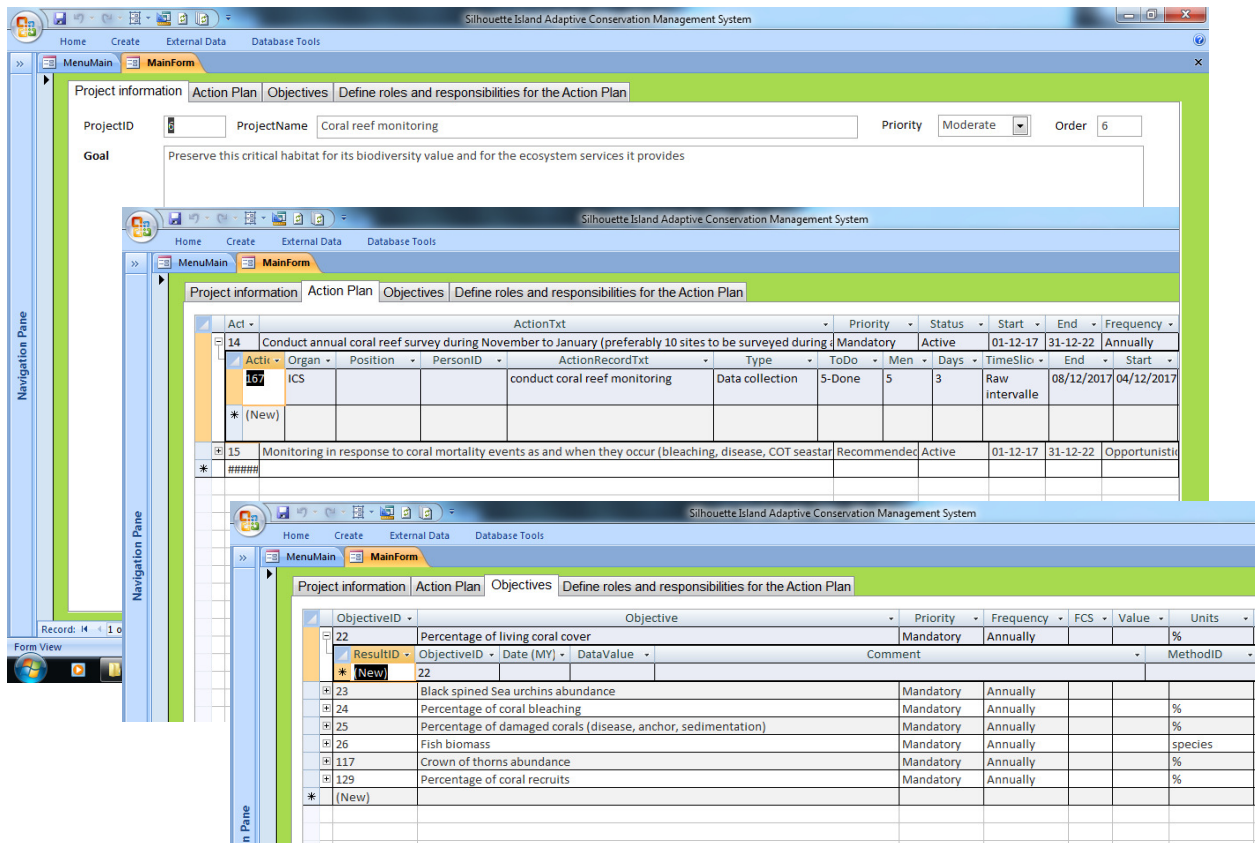 Silhouette Island Adaptive Conservation Management System
Home Create External Data Database Tools
MenuMain MainForm
Project information Action Plan Objectives Define roles and responsibilities for the Action Plan
ProjectID 6 ProjectName Coral reef monitoring Priority Moderate Order 6
Goal Preserve this critical habitat for its biodiversity value and for the ecosystem services it provides
Navigation Pane
Record: 1 o
Form View
Silhouette Island Adaptive Conservation Management System
Home Create External Data Database Tools
MenuMain MainForm
Project information Action Plan Objectives Define roles and responsibilities for the Action Plan
Act ActionTxt Priority Status Start End Frequency
14 Conduct annual coral reef survey during November to January (preferably 10 sites to be surveyed during a Mandatory Active 01-12-17 31-12-22 Annually
Actic Organ Position PersonID ActionRecordTxt Type ToDo Men Days TimeSlic End Start
167 ICS conduct coral reef monitoring Data collection 5-Done 5 3 Raw 08/12/2017 04/12/2017
intervalle
* (New)
15 Monitoring in response to coral mortality events as and when they occur (bleaching, disease, COT seastar Recommended Active 01-12-17 31-12-22 Opportunistic
* #####
Navigation Pane
Silhouette Island Adaptive Conservation Management System
Home Create External Data Database Tools
MenuMain MainForm
Project information Action Plan Objectives Define roles and responsibilities for the Action Plan
ObjectiveID Objective Priority Frequency FCS Value Units
22 Percentage of living coral cover Mandatory Annually %
ResultID ObjectiveID Date (MY) DataValue Comment MethodID
* (New) 22
23 Black spined Sea urchins abundance Mandatory Annually
24 Percentage of coral bleaching Mandatory Annually %
25 Percentage of damaged corals (disease, anchor, sedimentation) Mandatory Annually %
26 Fish biomass Mandatory Annually species
117 Crown of thorns abundance Mandatory Annually %
129 Percentage of coral recruits Mandatory Annually %
* (New)
n Pane